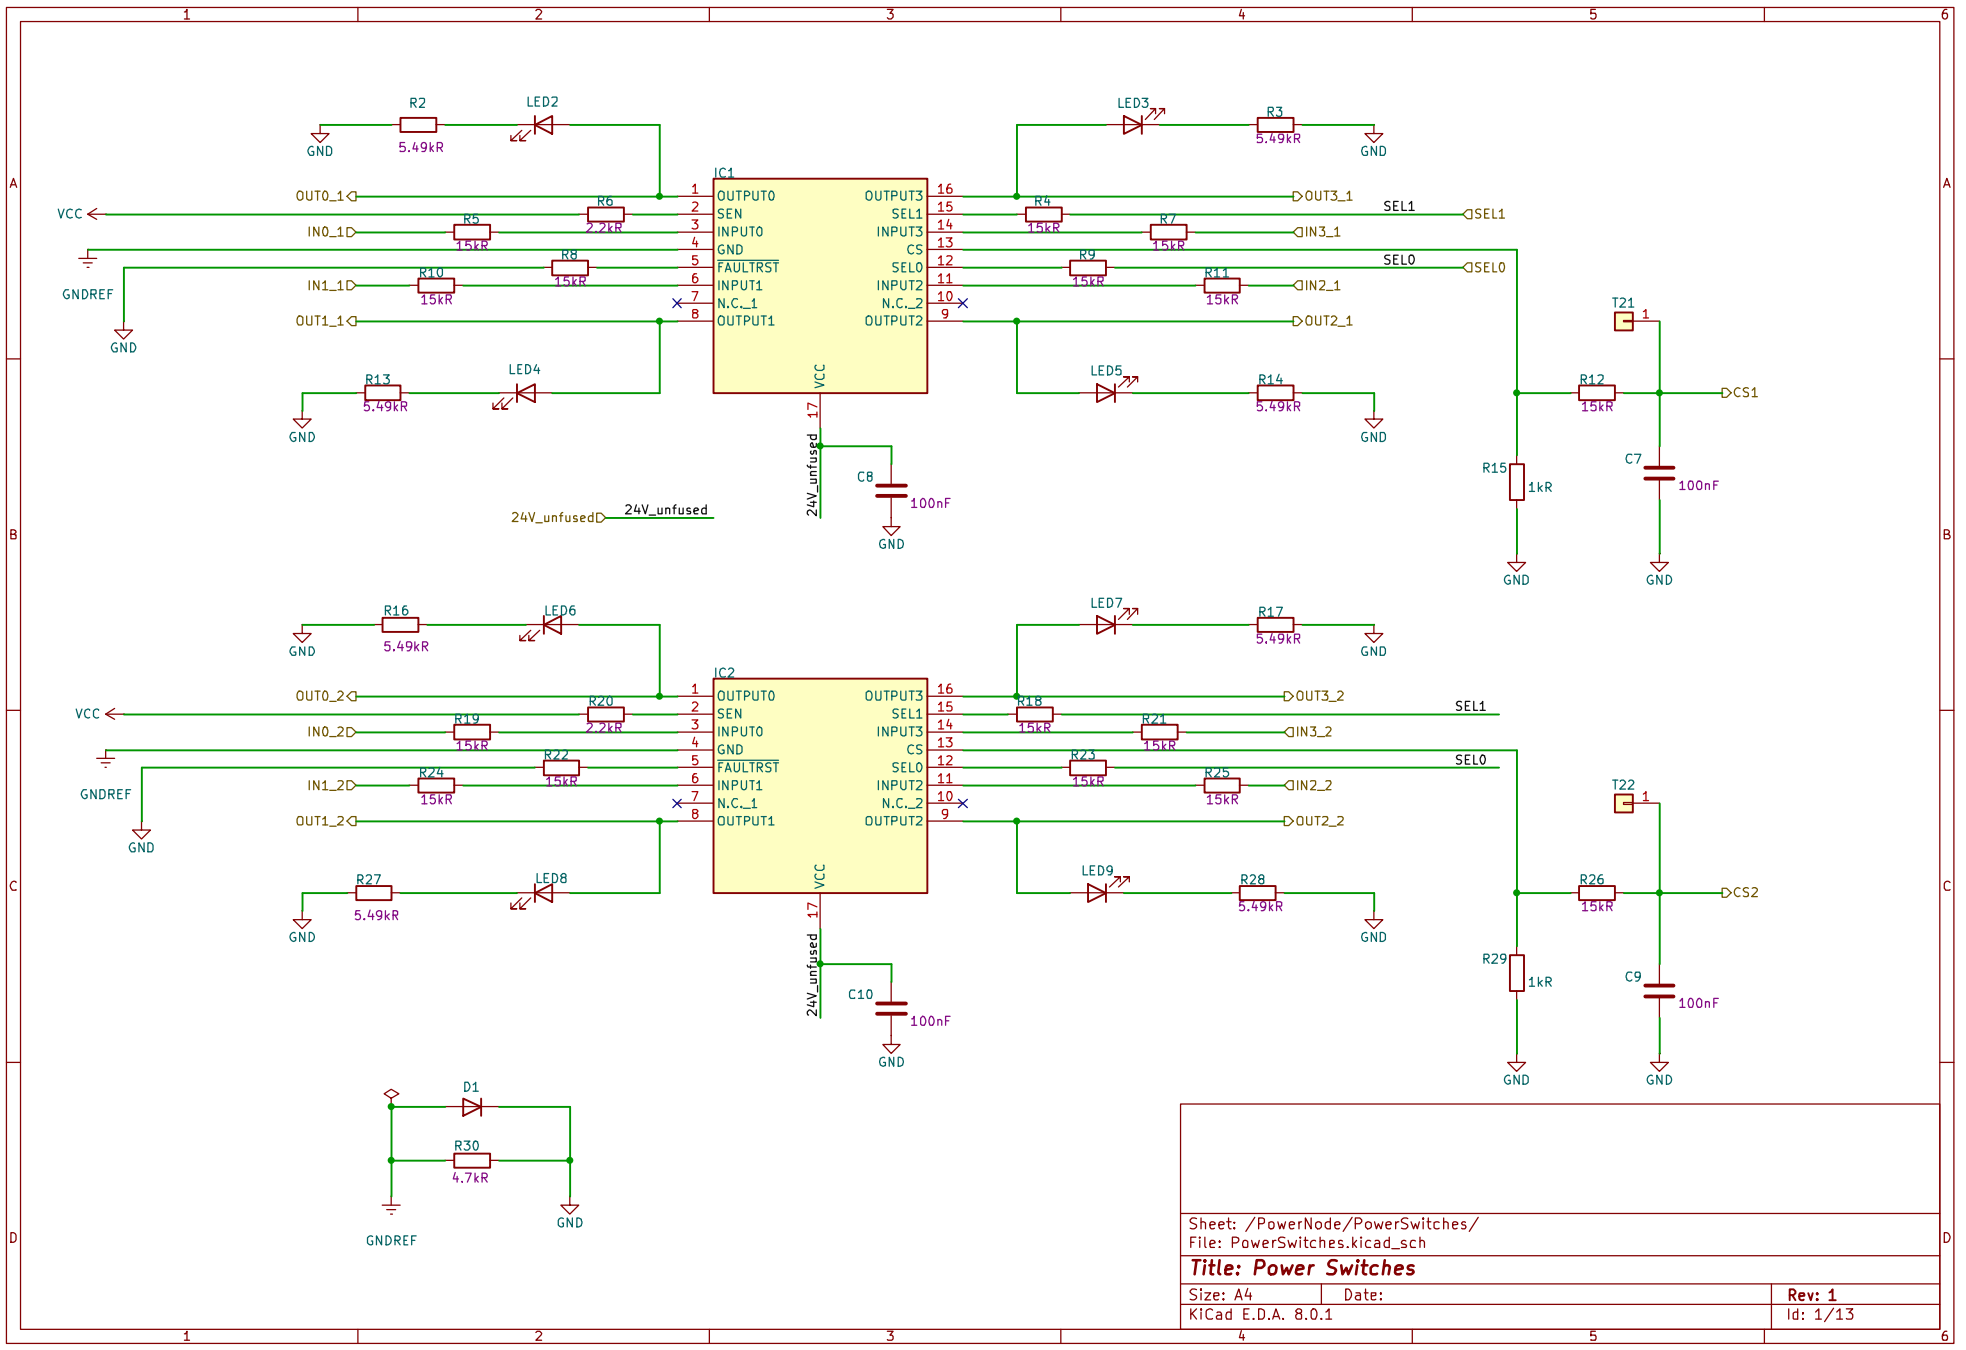 1 2 3 4 5 6
A A
B B
C C
D D
R2
5.49kR
GND
LED2
LED3
R3
5.49kR
GND
IC1
OUT0_1
VCC
R6
2.2kR
IN0_1
R5
15kR
GNDREF
R8
15kR
GND
IN1_1
R10
15kR
OUT1_1
1 OUTPUT0
2 SEN
3 INPUT0
4 GND
5 FAULTRST
6 INPUT1
7 N.C._1
8 OUTPUT1
OUTPUT3 16
SEL1 15
INPUT3 14
CS 13
SEL0 12
INPUT2 11
N.C._2 10
OUTPUT2 9
VCC
17
OUT3_1
R4
15kR
SEL1
SEL1
R7
15kR
IN3_1
R9
15kR
SEL0
SEL0
R11
15kR
IN2_1
OUT2_1
T21
1
R13
5.49kR
GND
LED4
LED5
R14
5.49kR
GND
R12
15kR
CS1
24V_unfused
C8
100nF
GND
24V_unfused
24V_unfused
R15
1kR
GND
C7
100nF
GND
R16
5.49kR
GND
LED6
LED7
R17
5.49kR
GND
IC2
OUT0_2
VCC
R20
2.2kR
IN0_2
R19
15kR
GNDREF
R22
15kR
GND
IN1_2
R24
15kR
OUT1_2
1 OUTPUT0
2 SEN
3 INPUT0
4 GND
5 FAULTRST
6 INPUT1
7 N.C._1
8 OUTPUT1
OUTPUT3 16
SEL1 15
INPUT3 14
CS 13
SEL0 12
INPUT2 11
N.C._2 10
OUTPUT2 9
VCC
17
OUT3_2
R18
15kR
SEL1
R21
15kR
IN3_2
R23
15kR
SEL0
R25
15kR
IN2_2
OUT2_2
T22
1
R27
5.49kR
GND
LED8
LED9
R28
5.49kR
GND
R26
15kR
CS2
24V_unfused
C10
100nF
GND
R29
1kR
GND
C9
100nF
GND
D1
R30
4.7kR
GNDREF
GND
Sheet: /PowerNode/PowerSwitches/
File: PowerSwitches.kicad_sch
Title: Power Switches
Size: A4 Date: Rev: 1
KiCad E.D.A. 8.0.1 Id: 1/13
1 2 3 4 5 6